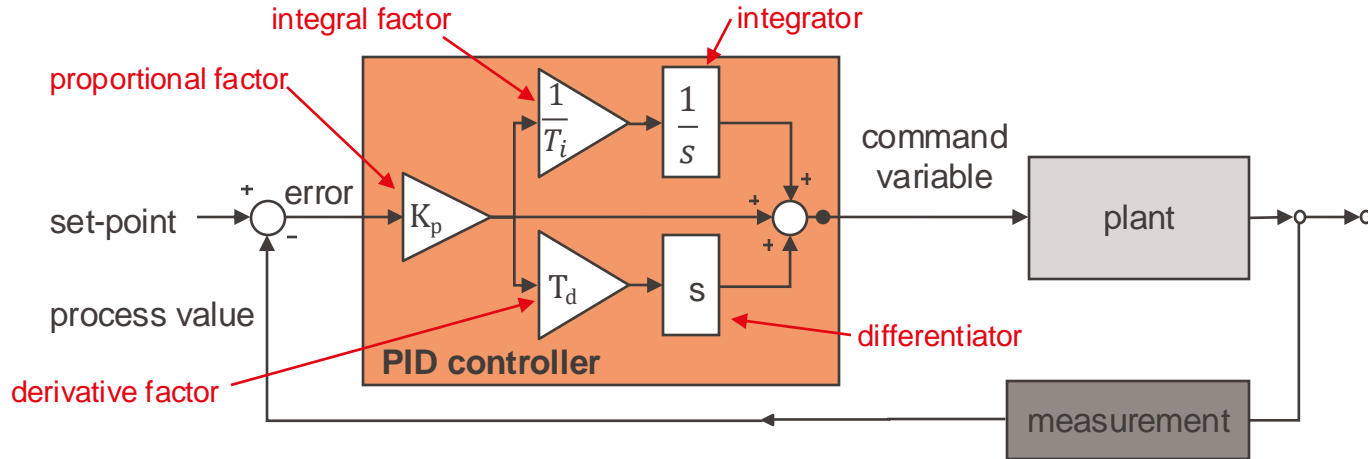 integral factor
integrator
proportional factor
1
T_i
1
s
command
variable
+
error
set-point
-
K_p
+
+
+
plant
T_d
s
process value
differentiator
PID controller
derivative factor
measurement